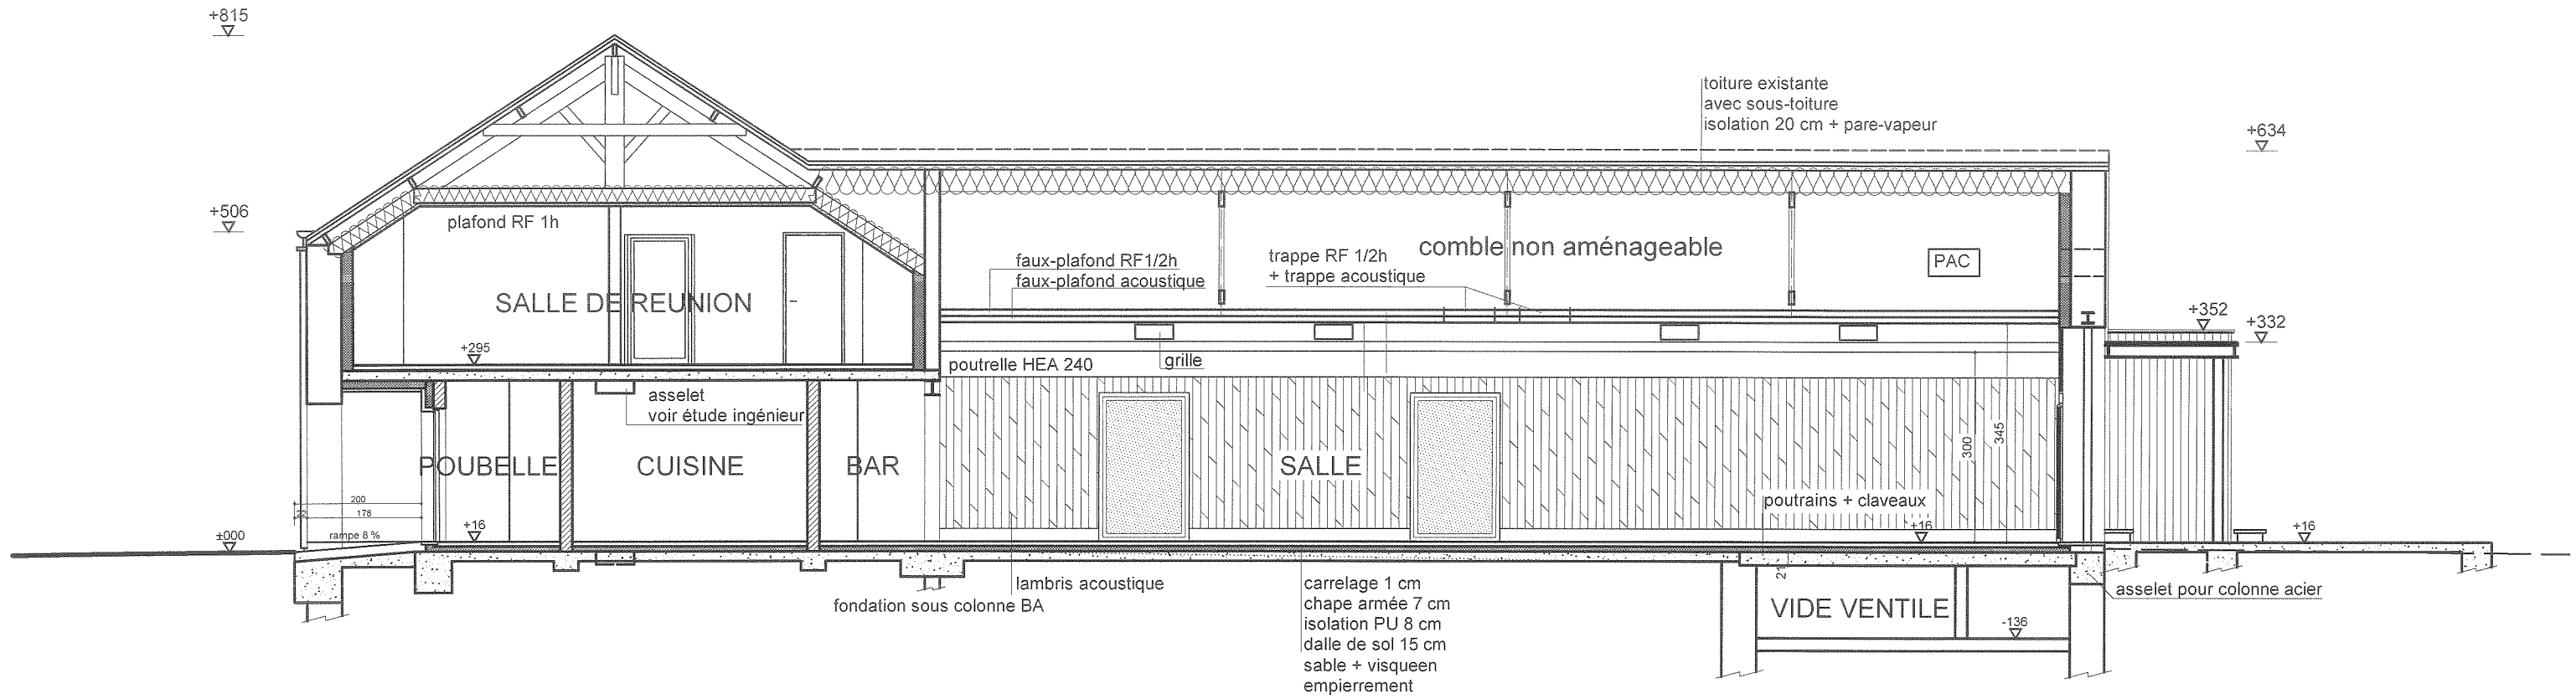 +815
toiture existante
avec sous-toiture
isolation 20 cm + pare-vapeur
+634
+506
plafond RF 1h
comble non aménageable
faux-plafond RF1/2h
faux-plafond acoustique
trappe RF 1/2h
+ trappe acoustique
PAC
SALLE DE REUNION
+352
+332
+295
poutrelle HEA 240
grille
asselet
voir étude ingénieur
300
345
POUBELLE
CUISINE
BAR
SALLE
200
22
178
poutrains + claveaux
±000
rampe 8 %
+16
+16
+16
21
lambris acoustique
fondation sous colonne BA
carrelage 1 cm
chape armée 7 cm
isolation PU 8 cm
dalle de sol 15 cm
sable + visqueen
empierrement
VIDE VENTILE
-136
asselet pour colonne acier